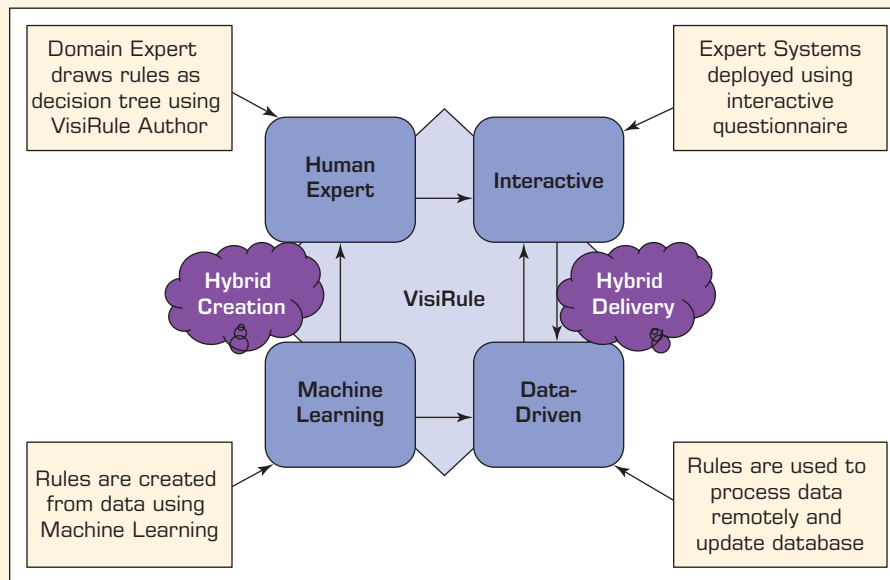 Domain Expert
draws rules as
decision tree using
VisiRule Author
Expert Systems
deployed using
interactive
questionnaire
Human
Expert
Interactive
Hybrid
Creation
VisiRule
Hybrid
Delivery
Machine
Learning
Data-
Driven
Rules are created
from data using
Machine Learning
Rules are used to
process data
remotely and
update database